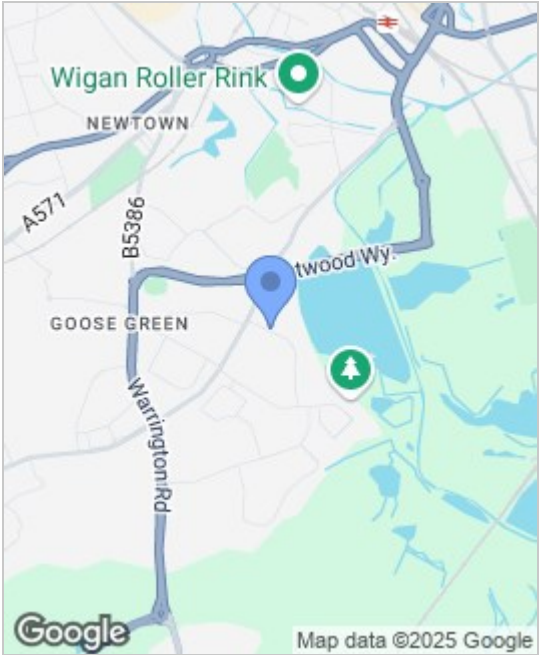 Wigan Roller Rink
NEWTOWN
A571
B5386
twood Wy.
GOOSE GREEN
Warrington Rd
Google
Map data ©2025 Google